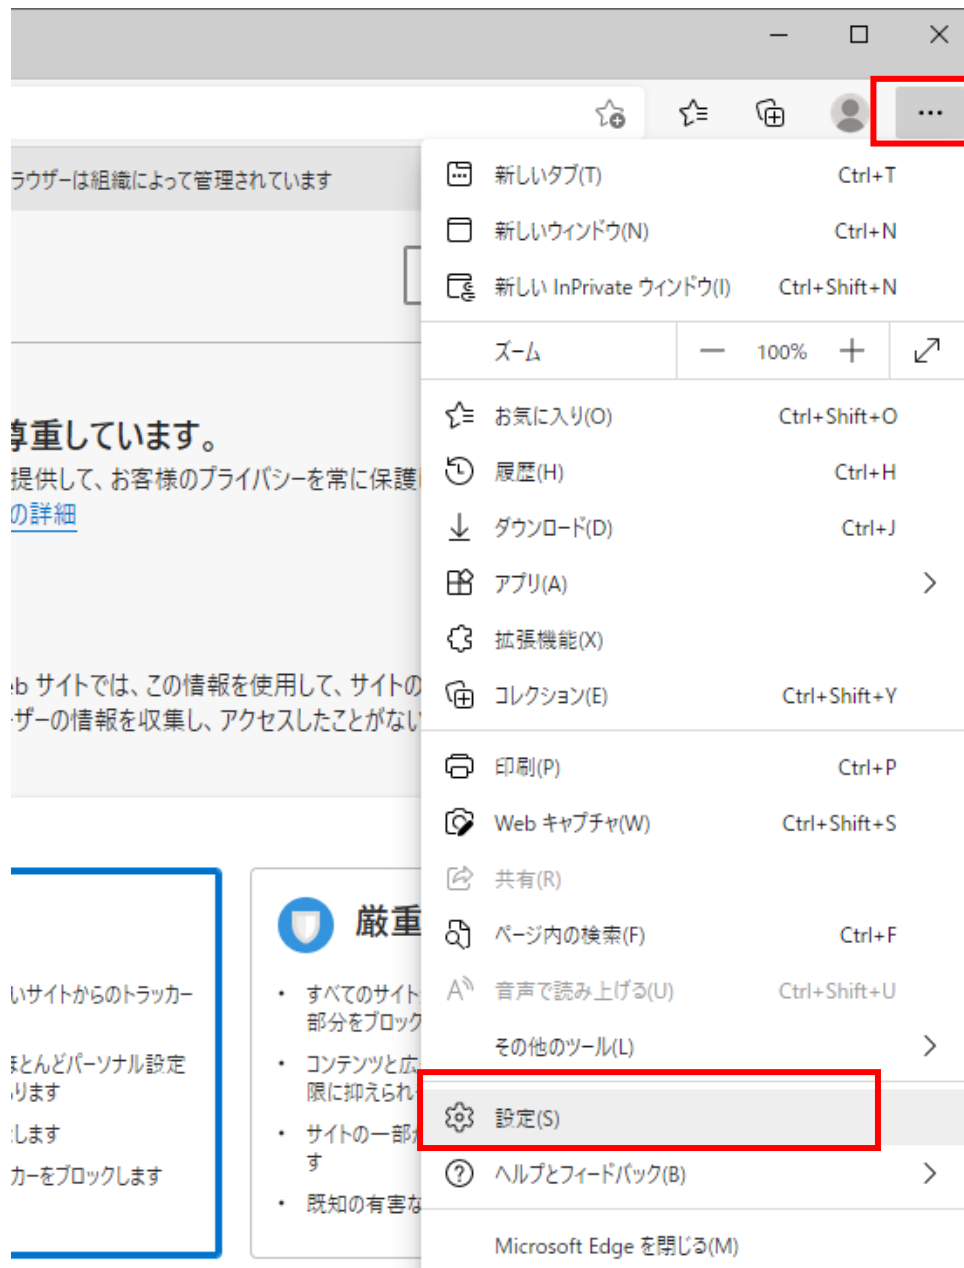 ラウザーは組織によって管理されています
尊重しています。
提供して、お客様のプライバシーを常に保護
の詳細
eb サイトでは、この情報を使用して、サイトの
ーザーの情報を収集し、アクセスしたことがない
いサイトからのトラッカー
ほとんどパーソナル設定
ります
します
カーをブロックします
厳重
• すべてのサイト
部分をブロック
• コンテンツと広
限に抑えられ
• サイトの一部
す
• 既知の有害な
新しいタブ(T) Ctrl+T
新しいウィンドウ(N) Ctrl+N
新しい InPrivate ウィンドウ(I) Ctrl+Shift+N
ズーム — 100% +
お気に入り(O) Ctrl+Shift+O
履歴(H) Ctrl+H
ダウンロード(D) Ctrl+J
アプリ(A)
拡張機能(X)
コレクション(E) Ctrl+Shift+Y
印刷(P) Ctrl+P
Web キャプチャ(W) Ctrl+Shift+S
共有(R)
ページ内の検索(F) Ctrl+F
音声で読み上げる(U) Ctrl+Shift+U
その他のツール(L)
設定(S)
ヘルプとフィードバック(B)
Microsoft Edge を閉じる(M)